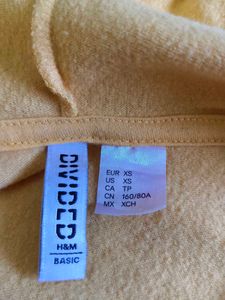 DIVIDED
H&M
BASIC
EUR XS
US XS
CA TP
CN 160/80A
MX XCH